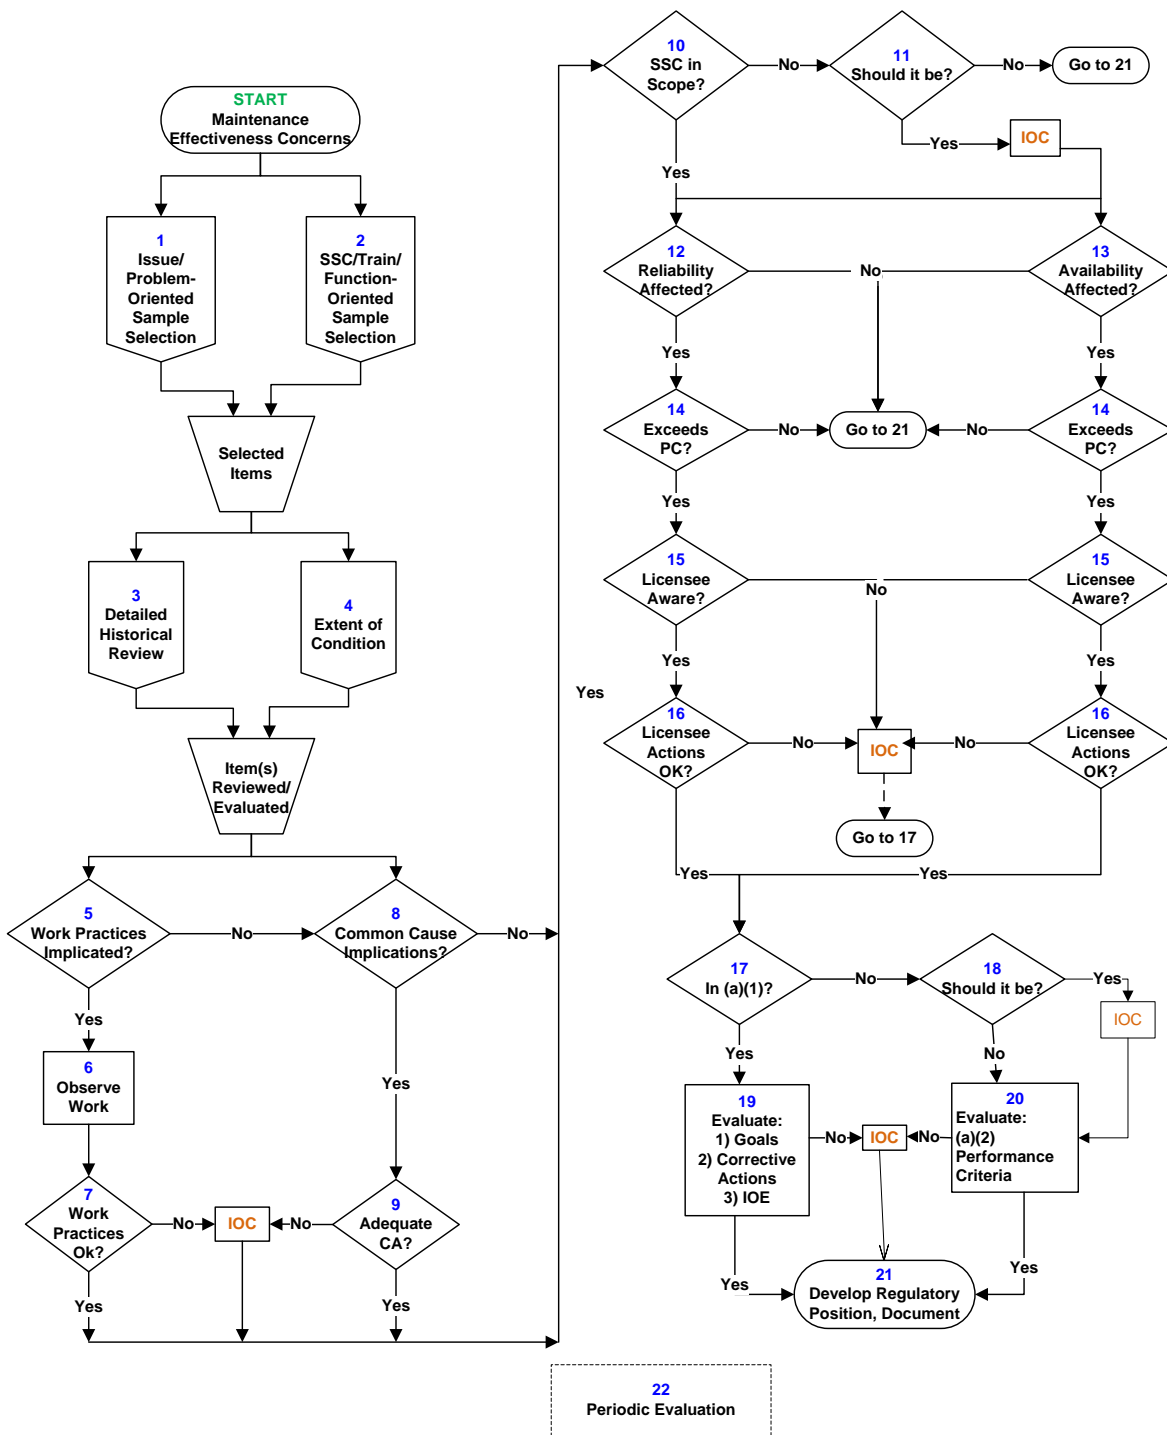 START
Maintenance
Effectiveness Concerns
1
Issue/
Problem-
Oriented
Sample
Selection
2
SSC/Train/
Function-
Oriented
Sample
Selection
Selected
Items
3
Detailed
Historical
Review
4
Extent of
Condition
Item(s)
Reviewed/
Evaluated
5
Work Practices
Implicated?
No
8
Common Cause
Implications?
No
Yes
6
Observe
Work
Yes
7
Work
Practices
Ok?
No
IOC
No
9
Adequate
CA?
Yes
Yes
10
SSC in
Scope?
No
11
Should it be?
No
Go to 21
Yes
IOC
Yes
12
Reliability
Affected?
No
13
Availability
Affected?
Yes
Yes
14
Exceeds
PC?
No
Go to 21
No
14
Exceeds
PC?
Yes
Yes
15
Licensee
Aware?
No
15
Licensee
Aware?
Yes
Yes
Yes
16
Licensee
Actions
OK?
No
IOC
No
16
Licensee
Actions
OK?
Go to 17
Yes
Yes
17
In (a)(1)?
No
18
Should it be?
Yes
IOC
Yes
No
19
Evaluate:
1) Goals
2) Corrective
Actions
3) IOE
No
IOC
No
20
Evaluate:
(a)(2)
Performance
Criteria
Yes
Yes
21
Develop Regulatory
Position, Document
22
Periodic Evaluation